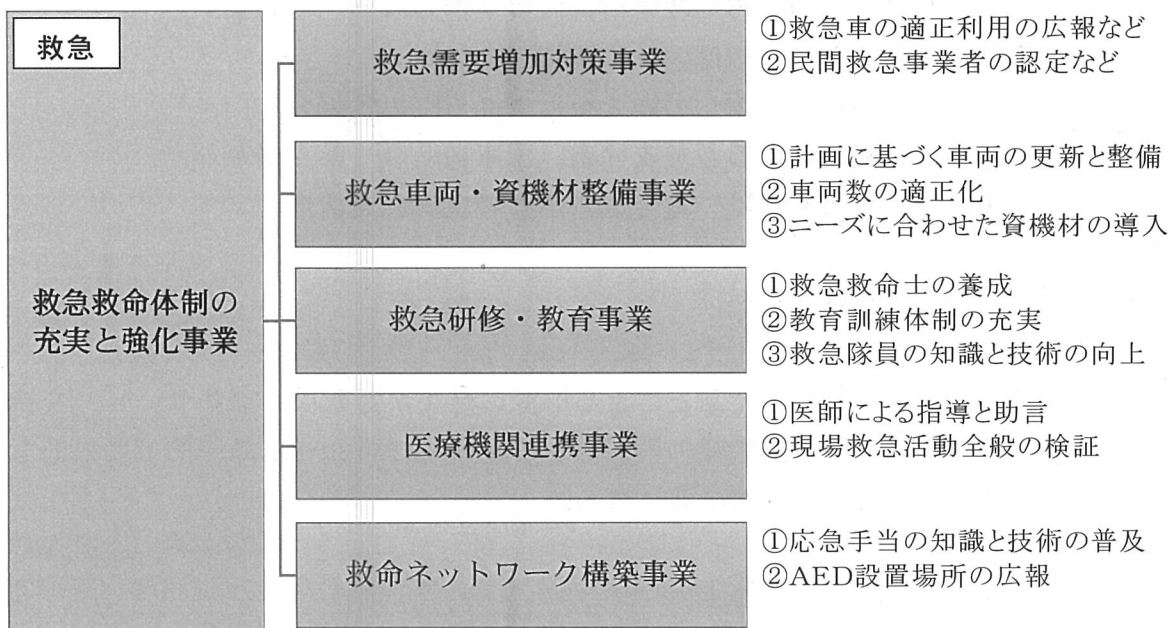 救急
救急救命体制の
充実と強化事業
救急需要増加対策事業
①救急車の適正利用の広報など
②民間救急事業者の認定など
救急車両・資機材整備事業
①計画に基づく車両の更新と整備
②車両数の適正化
③ニーズに合わせた資機材の導入
救急研修・教育事業
①救急救命士の養成
②教育訓練体制の充実
③救急隊員の知識と技術の向上
医療機関連携事業
①医師による指導と助言
②現場救急活動全般の検証
救命ネットワーク構築事業
①応急手当の知識と技術の普及
②AED設置場所の広報